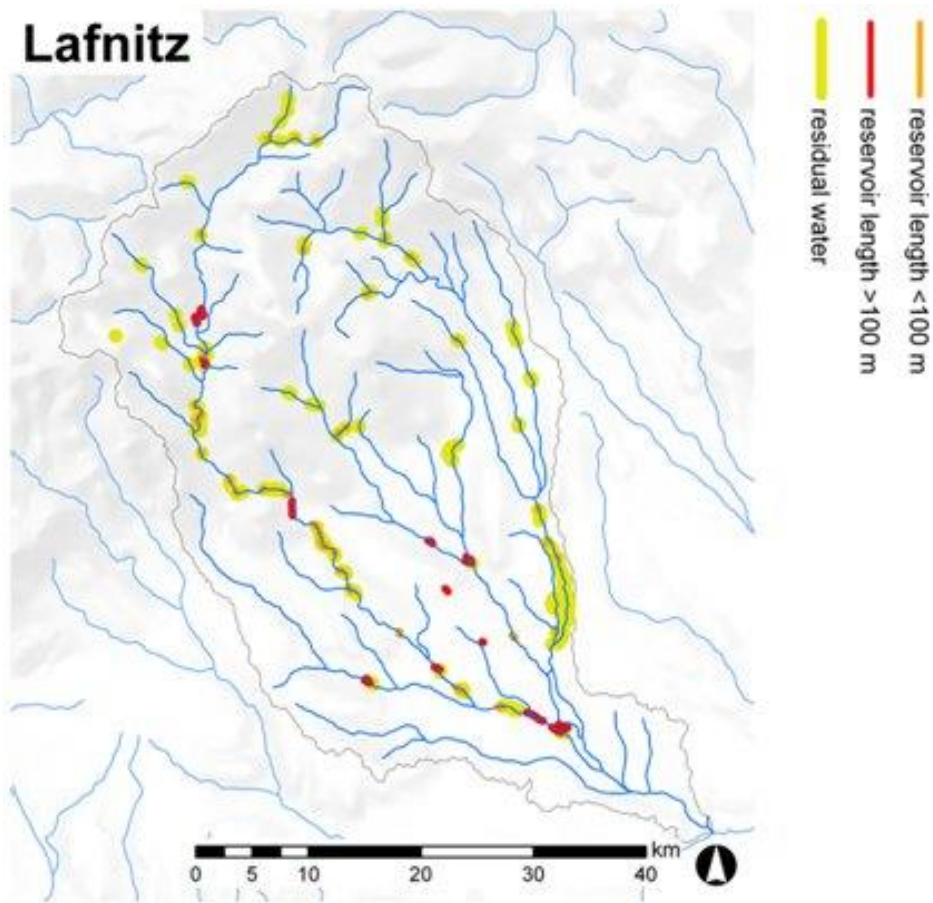 Lafnitz
residual water
reservoir length >100 m
reservoir length <100 m
km
0 5 10 20 30 40